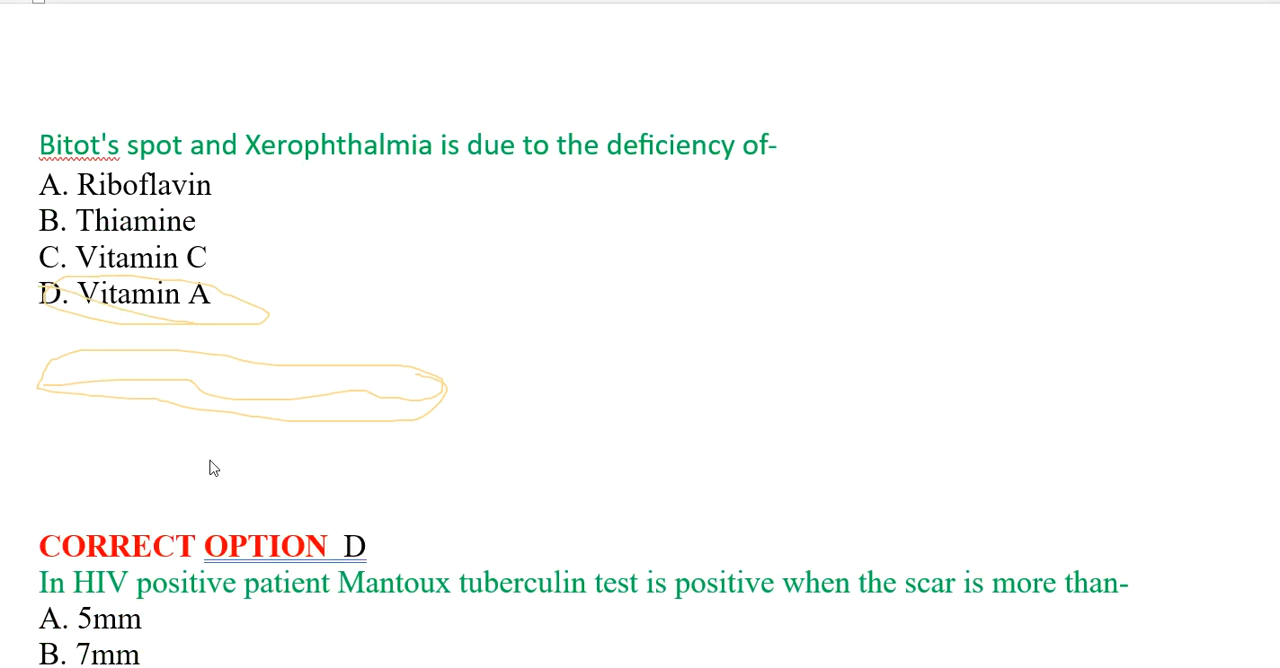 Bitot's spot and Xerophthalmia is due to the deficiency of-
A. Riboflavin
B. Thiamine
C. Vitamin C
D. Vitamin A
CORRECT OPTION D
In HIV positive patient Mantoux tuberculin test is positive when the scar is more than-
A. 5mm
B. 7mm